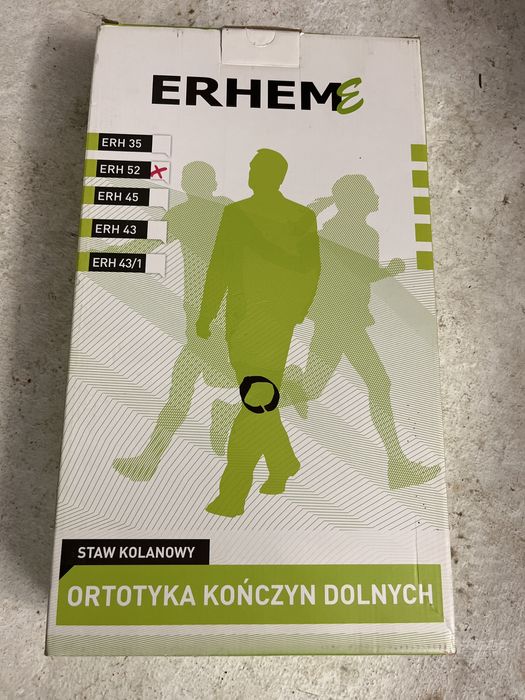 ERHEME
ERH 35
ERH 52
ERH 45
ERH 43
ERH 43/1
STAW KOLANOWY
ORTOTYKA KOŃCZYN DOLNYCH